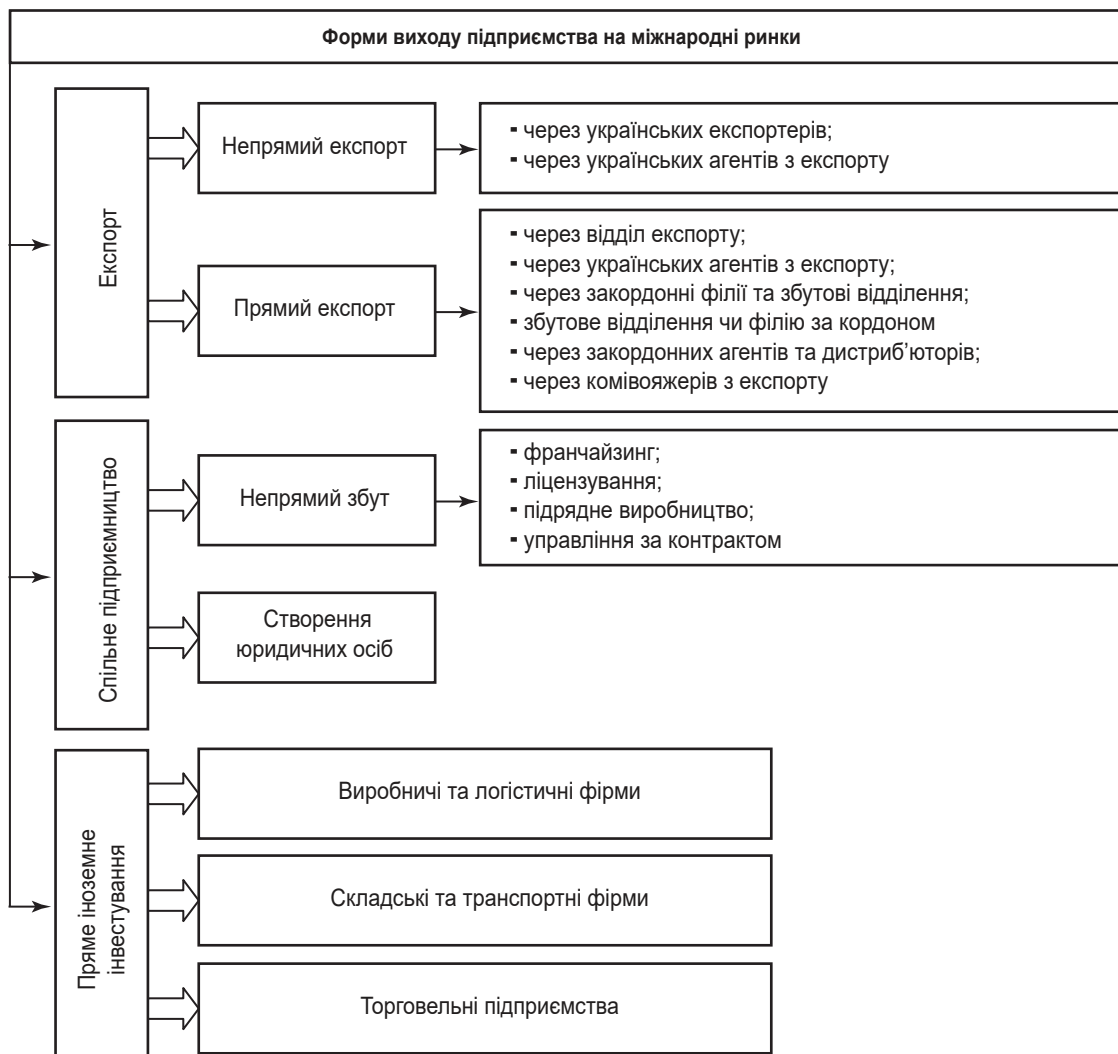 Форми виходу підприємства на міжнародні ринки
Експорт
Непрямий експорт
- через українських експортерів;
- через українських агентів з експорту
Прямий експорт
- через відділ експорту;
- через українських агентів з експорту;
- через закордонні філії та збутові відділення;
- збутове відділення чи філію за кордоном
- через закордонних агентів та дистриб’юторів;
- через комівояжерів з експорту
Спільне підприємництво
Непрямий збут
- франчайзинг;
- ліцензування;
- підрядне виробництво;
- управління за контрактом
Створення
юридичних осіб
Пряме іноземне
інвестування
Виробничі та логістичні фірми
Складські та транспортні фірми
Торговельні підприємства